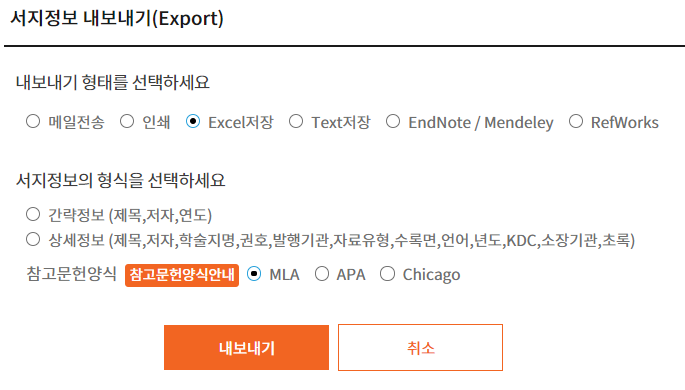 서지정보 내보내기(Export)
내보내기 형태를 선택하세요
메일전송 인쇄 Excel저장 Text저장 EndNote / Mendeley RefWorks
서지정보의 형식을 선택하세요
간략정보 (제목,저자,연도)
상세정보 (제목,저자,학술지명,권호,발행기관,자료유형,수록면,언어,년도,KDC,소장기관,초록)
참고문헌양식 참고문헌양식안내 MLA APA Chicago
내보내기 취소